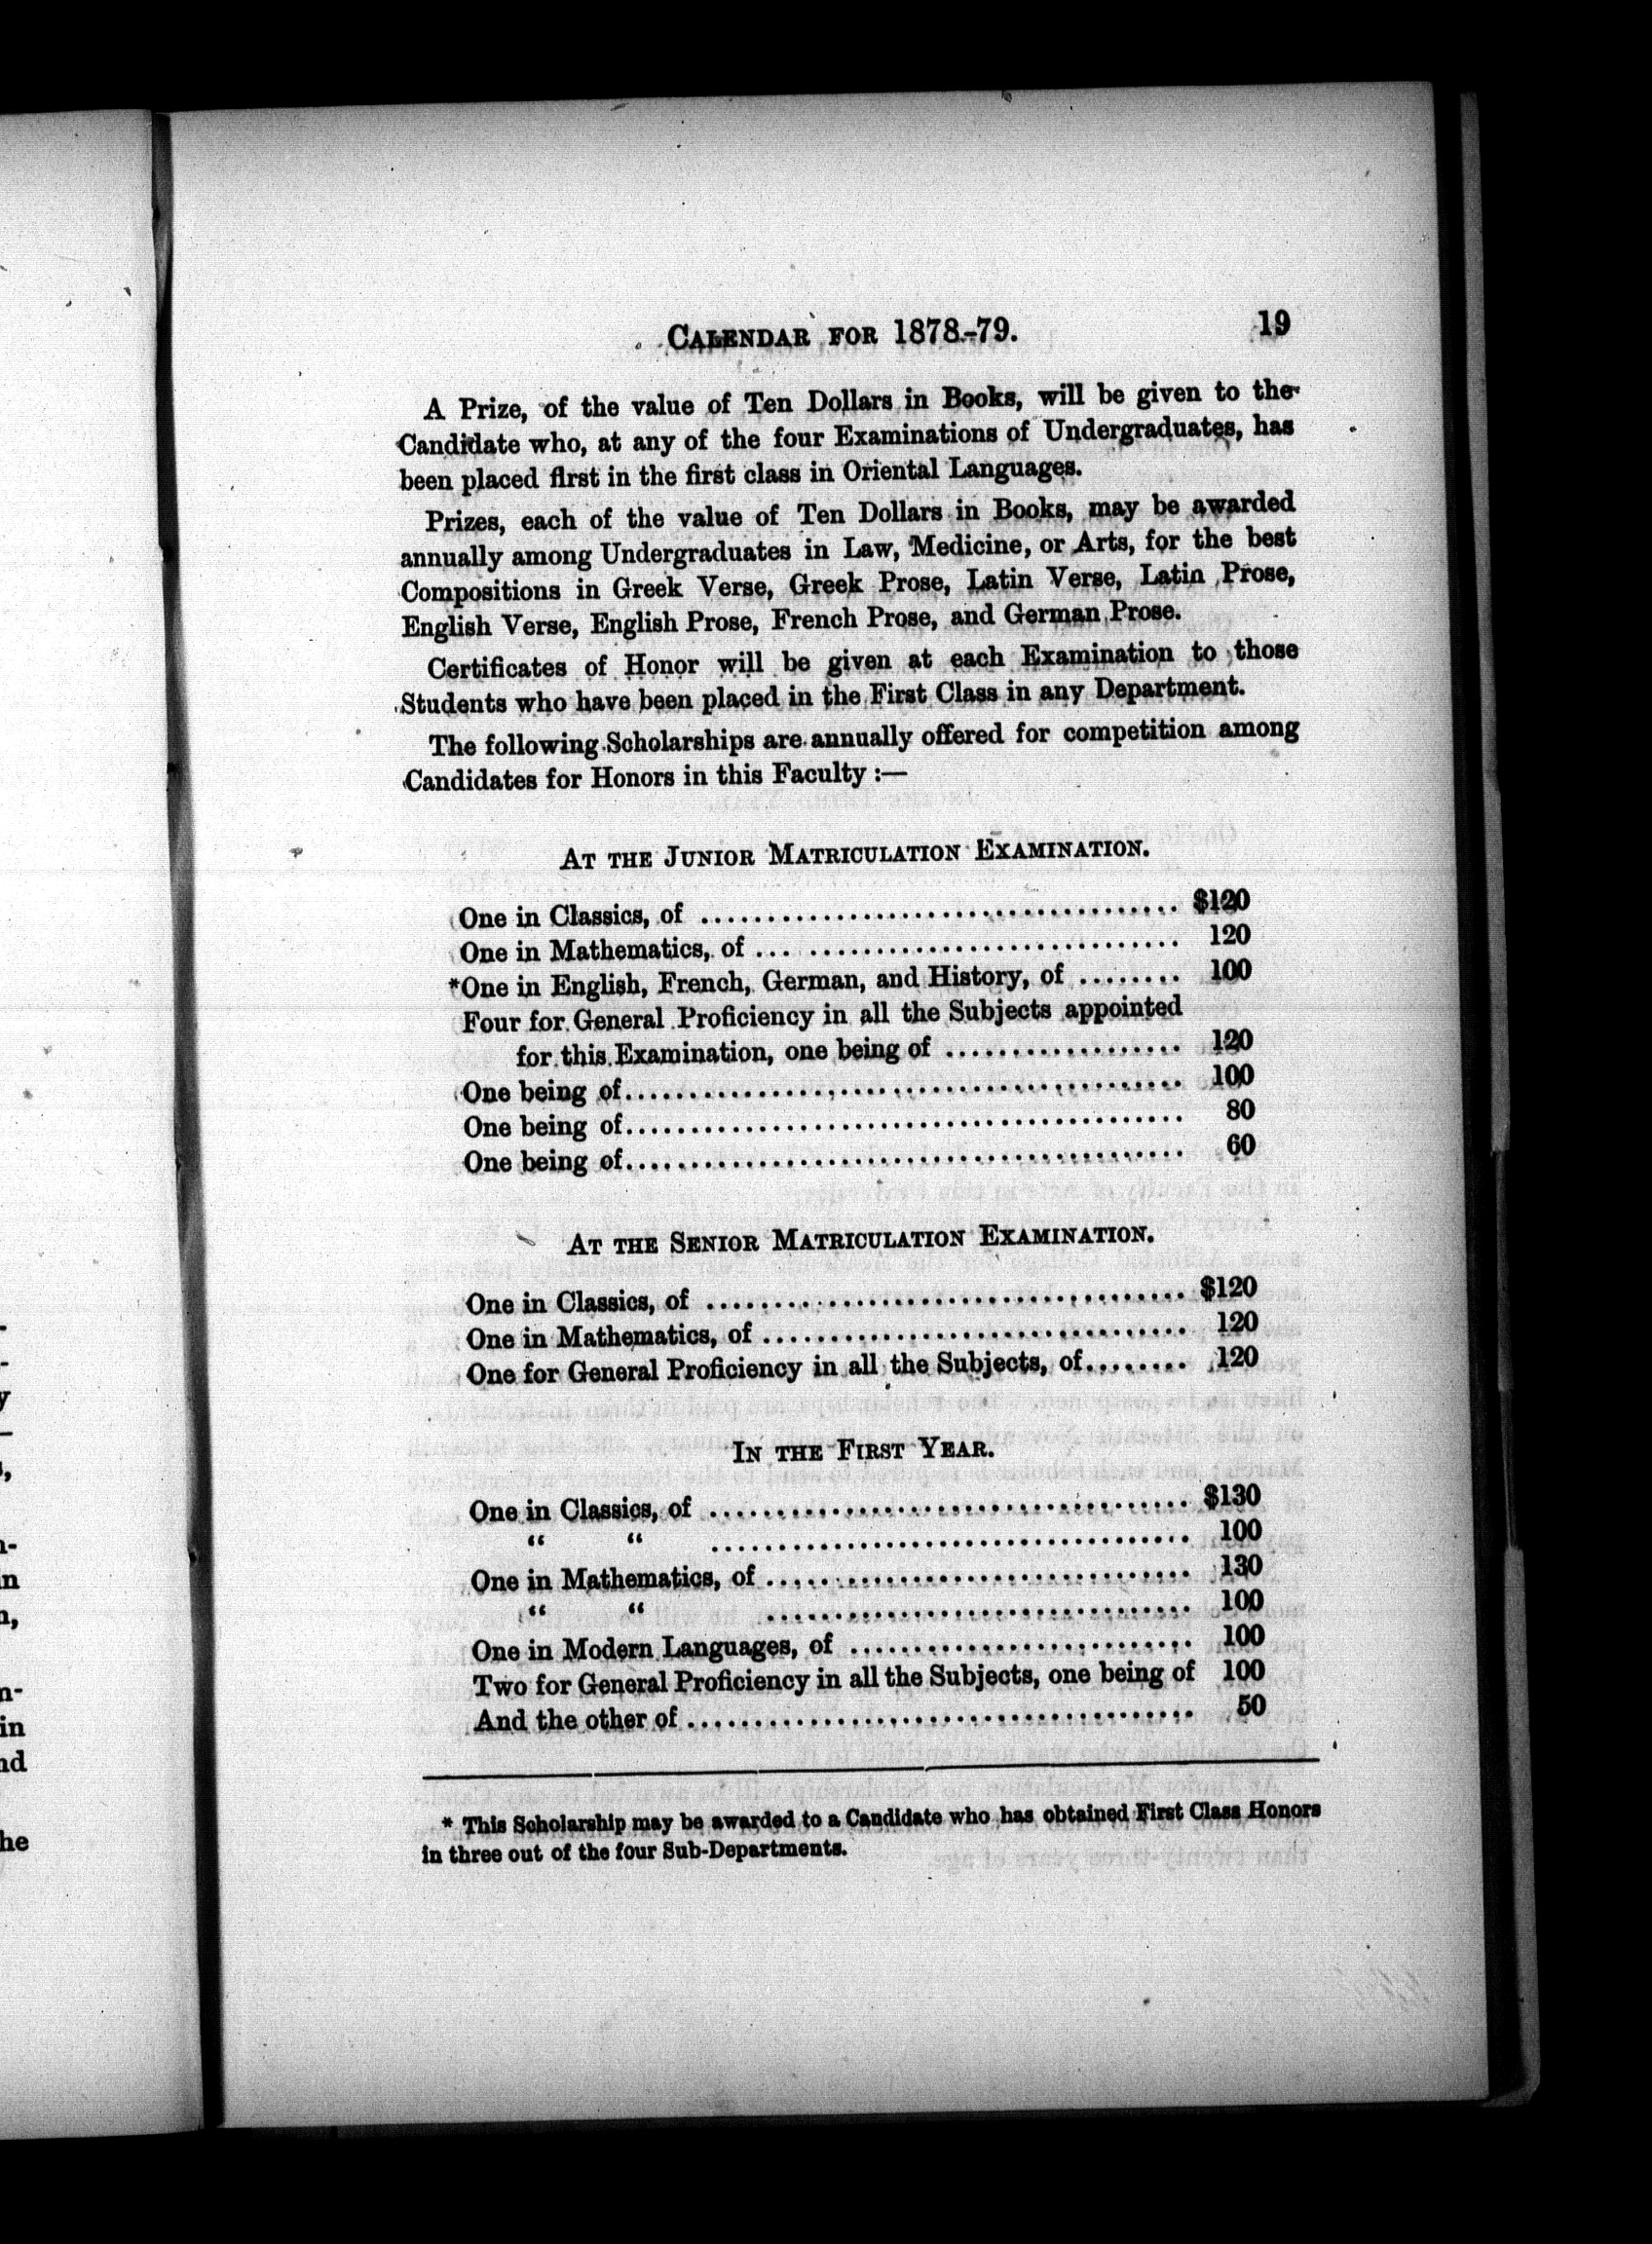 CALENDAR FOR 1878-79. 19
A Prize, of the value of Ten Dollars in Books, will be given to the
Candidate who, at any of the four Examinations of Undergraduates, has
been placed first in the first class in Oriental Languages.
Prizes, each of the value of Ten Dollars in Books, may be awarded
annually among Undergraduates in Law, Medicine, or Arts, for the best
Compositions in Greek Verse, Greek Prose, Latin Verse, Latin Prose,
English Verse, English Prose, French Prose, and German Prose.
Certificates of Honor will be given at each Examination to those
Students who have been placed in the First Class in any Department.
The following Scholarships are annually offered for competition among
Candidates for Honors in this Faculty :—
AT THE JUNIOR MATRICULATION EXAMINATION.
One in Classics, of .................................... $120
One in Mathematics, of ................................ 120
*One in English, French, German, and History, of ........ 100
Four for General Proficiency in all the Subjects appointed
for this Examination, one being of .................. 120
One being of.......................................... 100
One being of.......................................... 80
One being of.......................................... 60
AT THE SENIOR MATRICULATION EXAMINATION.
One in Classics, of .................................... $120
One in Mathematics, of ................................ 120
One for General Proficiency in all the Subjects, of........ 120
IN THE FIRST YEAR.
One in Classics, of .................................... $130
“ “ .................................... 100
One in Mathematics, of ................................ 130
“ “ ................................ 100
One in Modern Languages, of .......................... 100
Two for General Proficiency in all the Subjects, one being of 100
And the other of ...................................... 50
* This Scholarship may be awarded to a Candidate who has obtained First Class Honors
in three out of the four Sub-Departments.